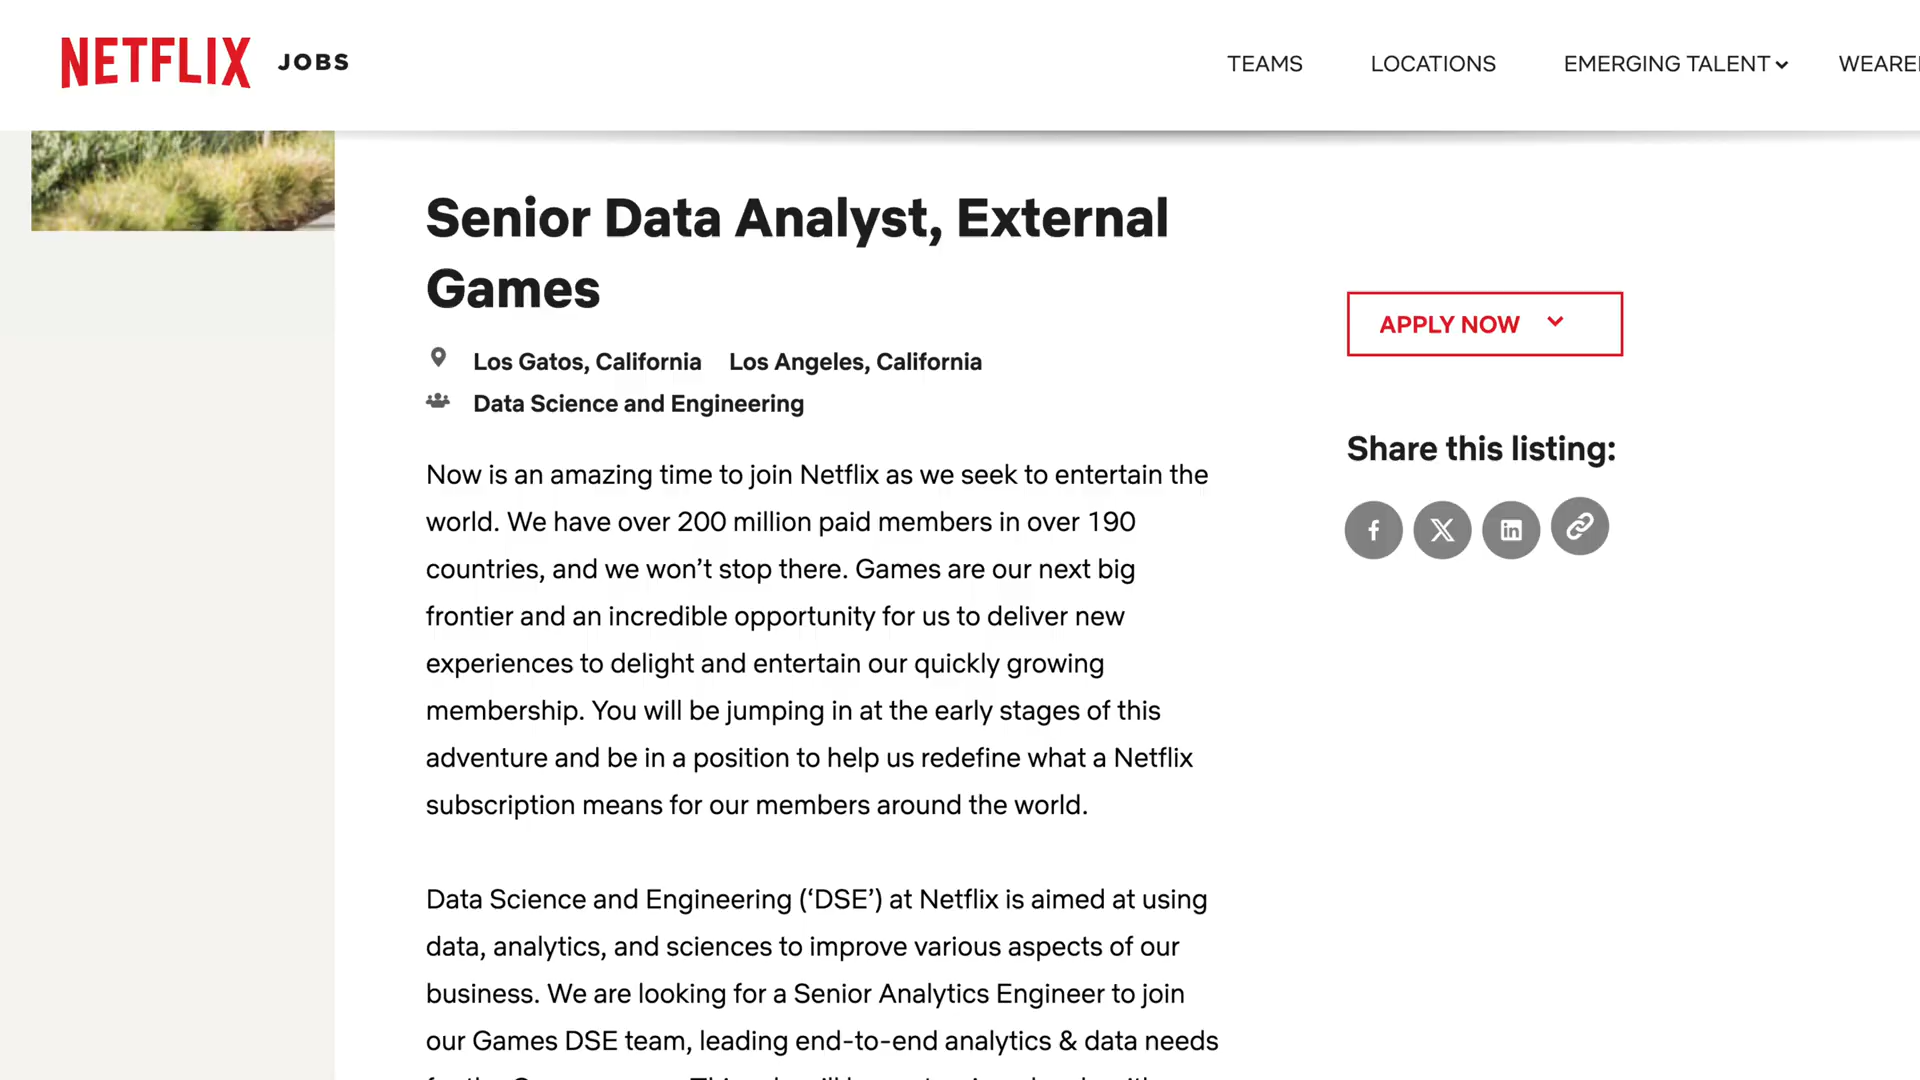 NETFLIX JOBS
TEAMS LOCATIONS EMERGING TALENT
Senior Data Analyst, External
Games
Los Gatos, California Los Angeles, California
Data Science and Engineering
Now is an amazing time to join Netflix as we seek to entertain the
world. We have over 200 million paid members in over 190
countries, and we won’t stop there. Games are our next big
frontier and an incredible opportunity for us to deliver new
experiences to delight and entertain our quickly growing
membership. You will be jumping in at the early stages of this
adventure and be in a position to help us redefine what a Netflix
subscription means for our members around the world.
Data Science and Engineering (‘DSE’) at Netflix is aimed at using
data, analytics, and sciences to improve various aspects of our
business. We are looking for a Senior Analytics Engineer to join
our Games DSE team, leading end-to-end analytics & data needs
APPLY NOW
Share this listing: